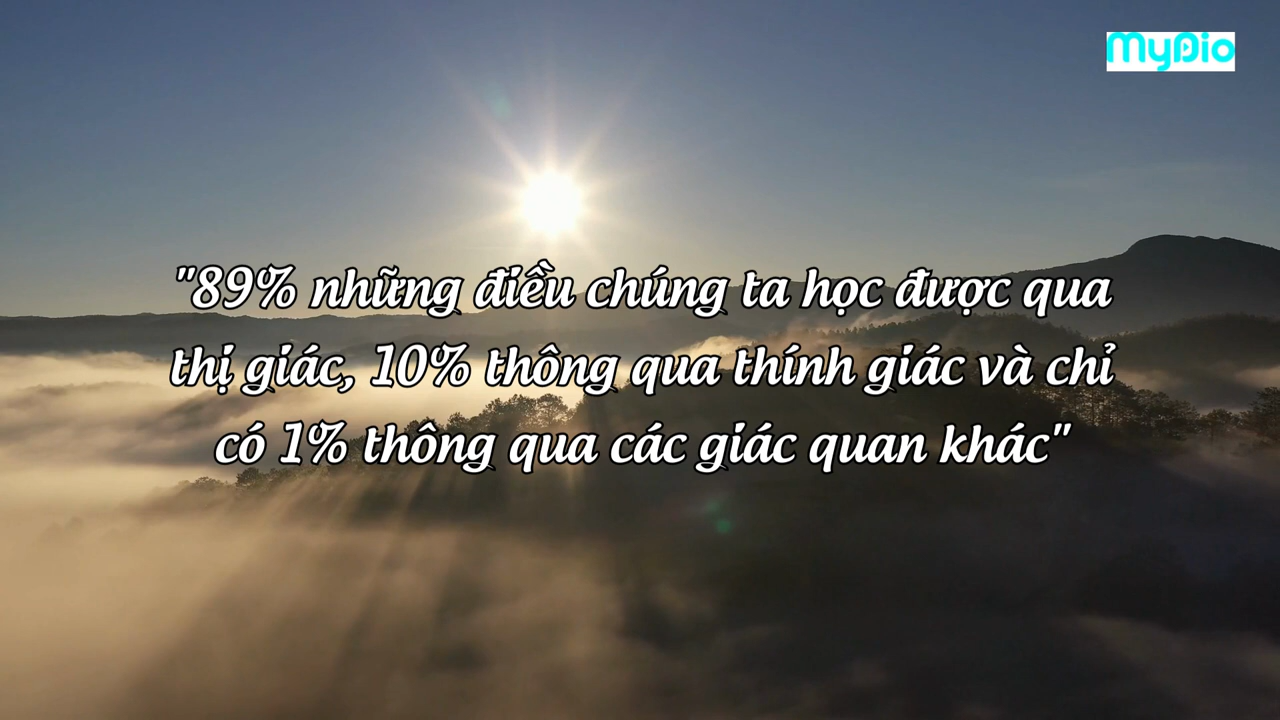 MyDio
"89% những điều chúng ta học được qua
thị giác, 10% thông qua thính giác và chỉ
có 1% thông qua các giác quan khác"